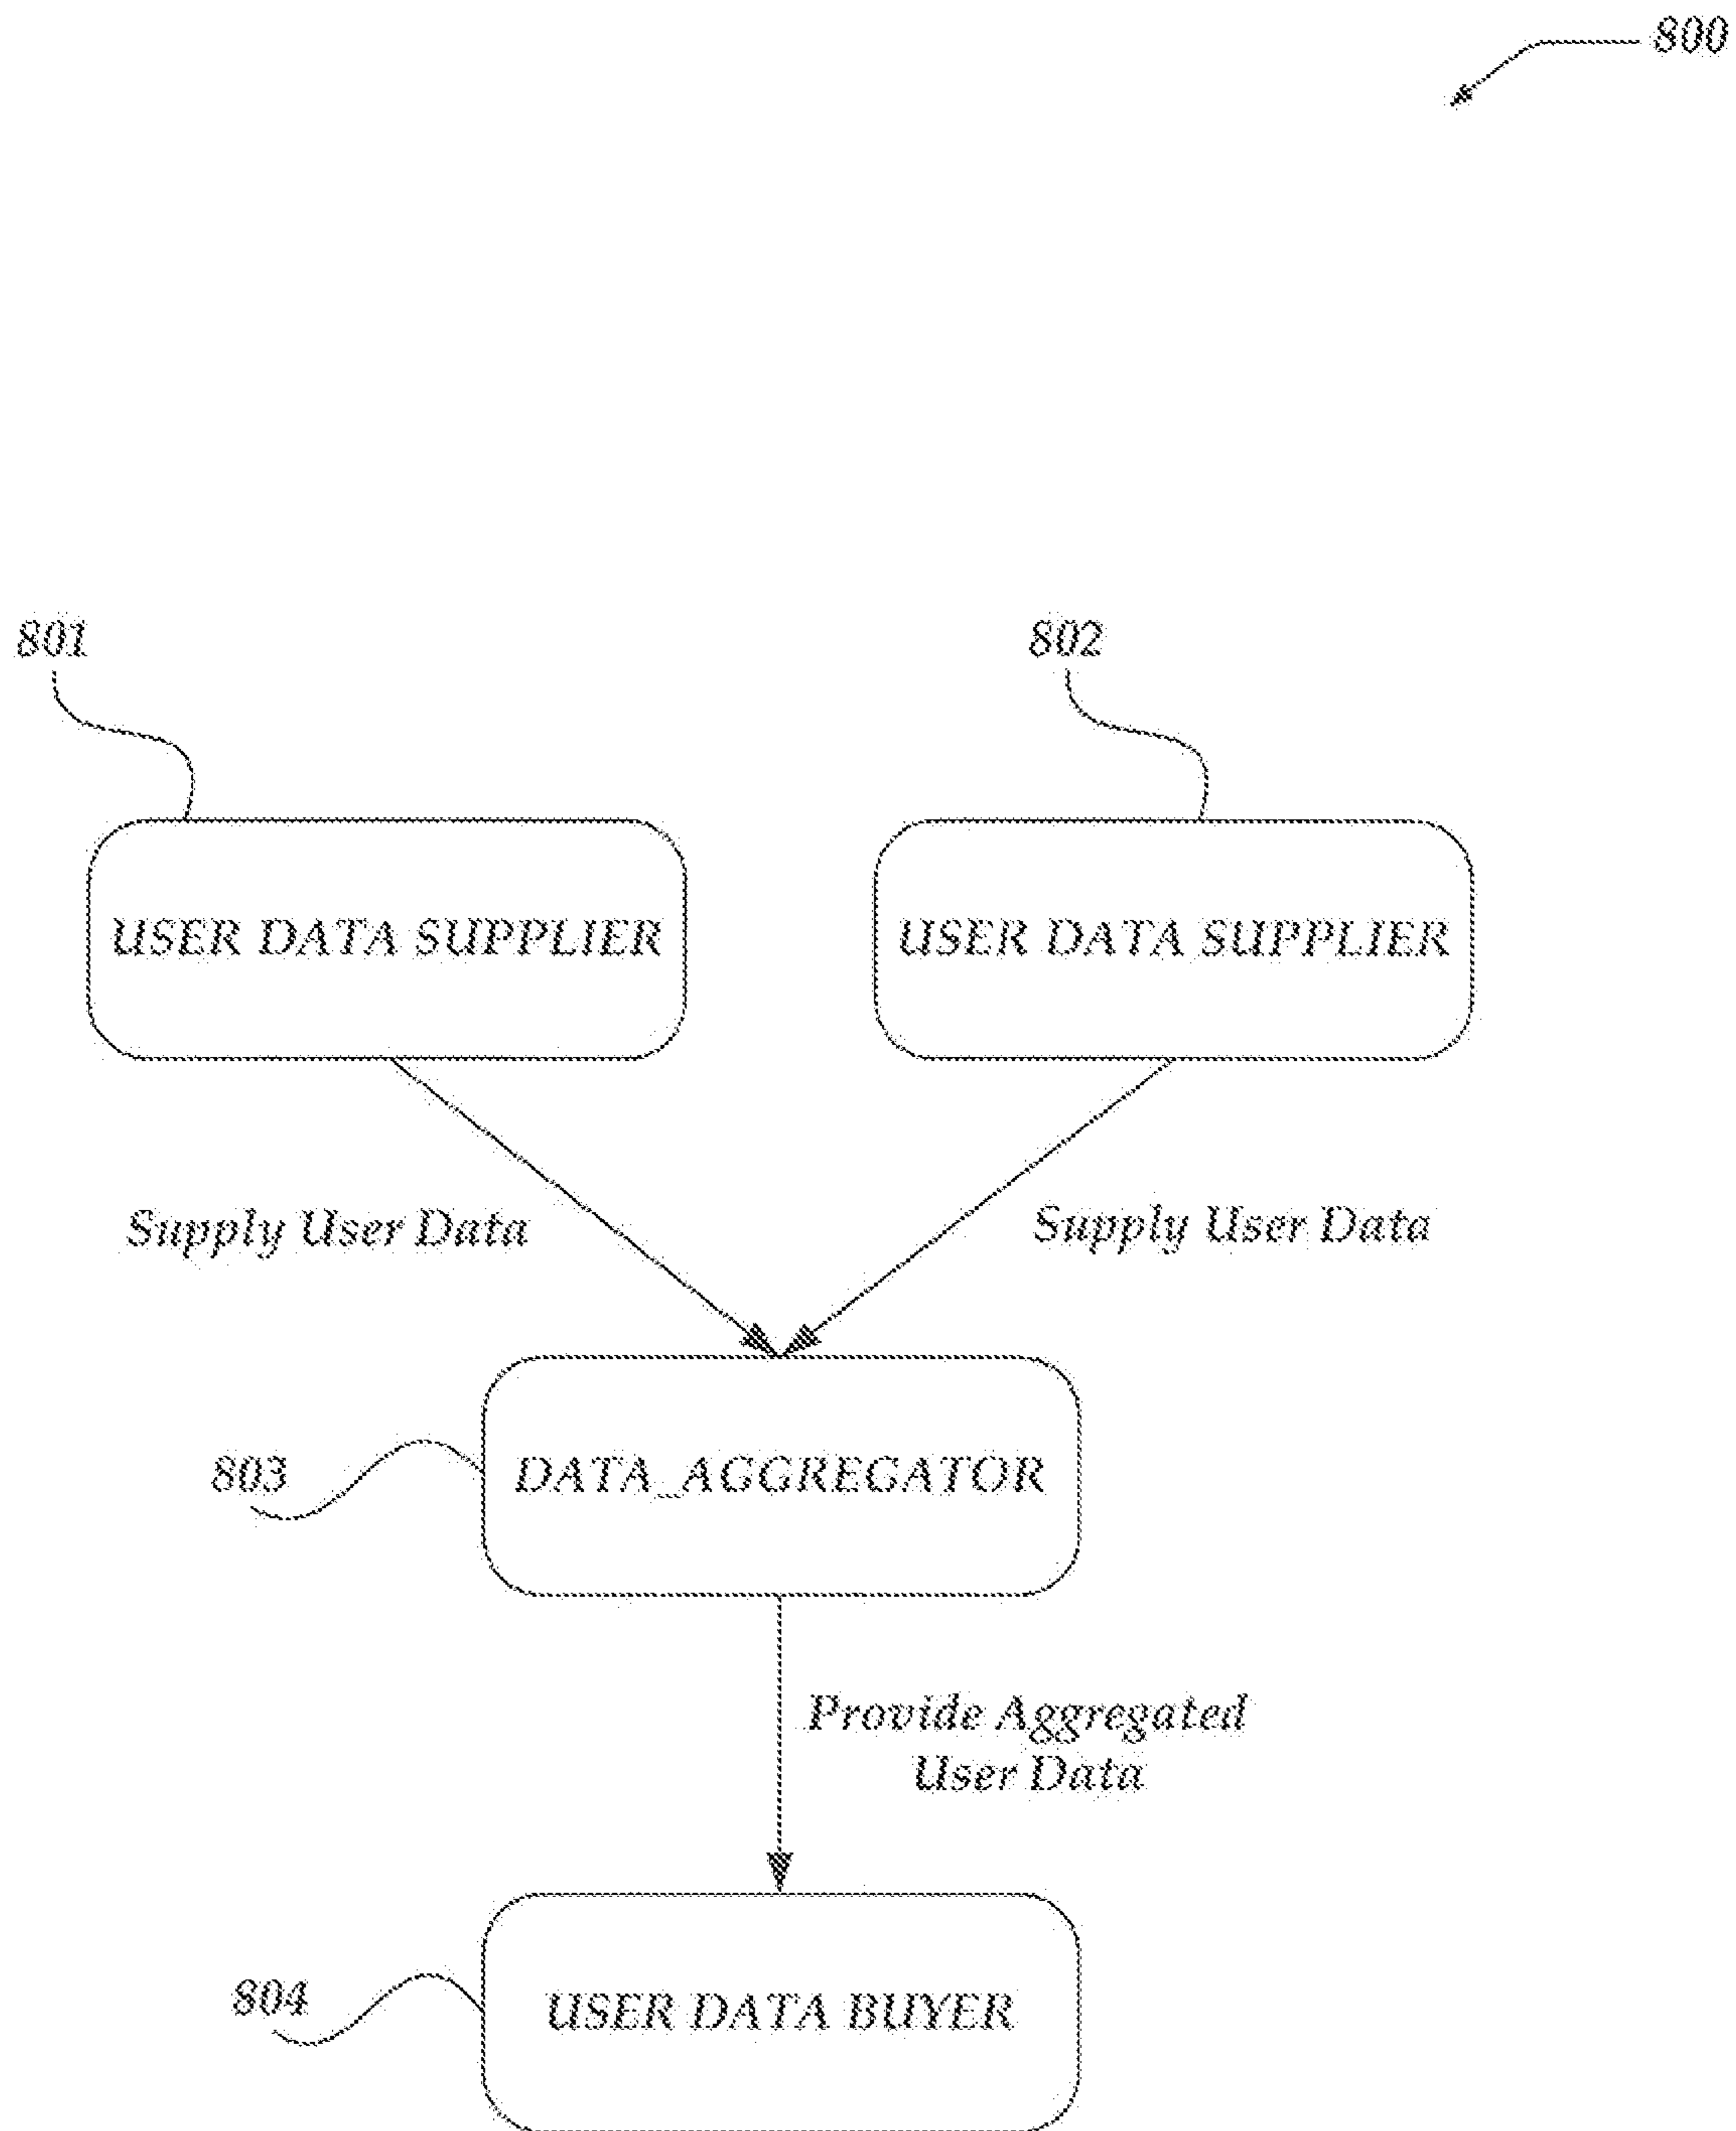 800
801
802
USER DATA SUPPLIER
USER DATA SUPPLIER
Supply User Data
Supply User Data
803
DATA_AGGREGATOR
Provide Aggregated
User Data
804
USER DATA BUYER